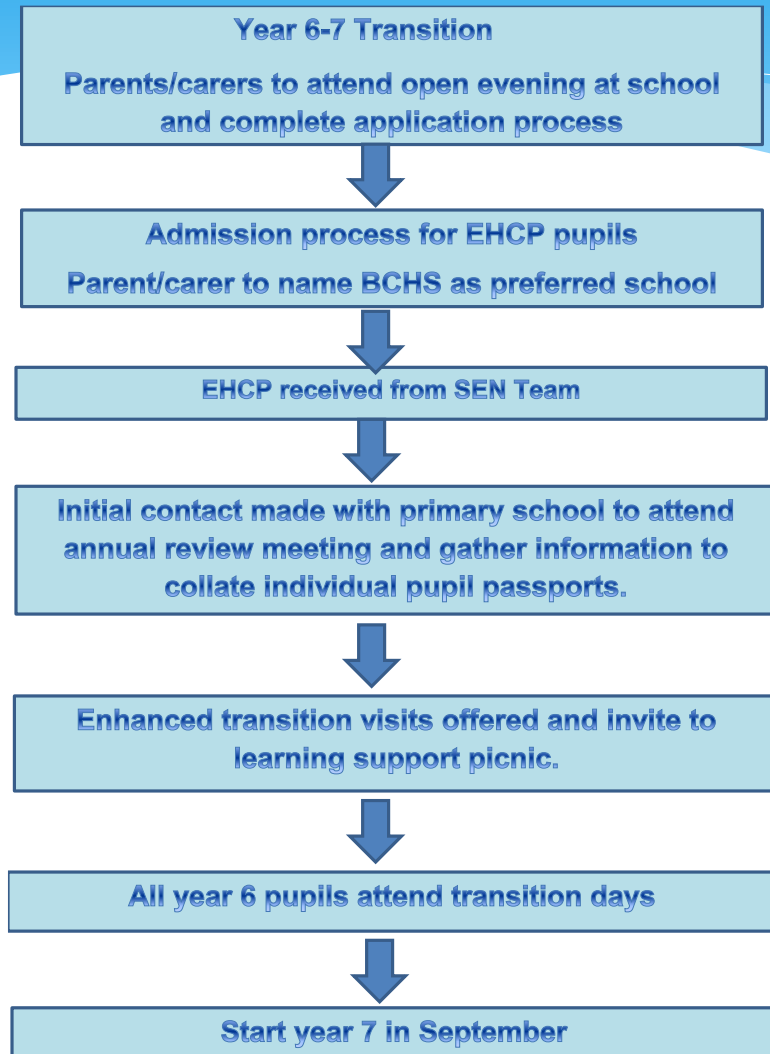 Year 6-7 Transition
Parents/carers to attend open evening at school
and complete application process
Admission process for EHCP pupils
Parent/carer to name BCHS as preferred school
EHCP received from SEN Team
Initial contact made with primary school to attend
annual review meeting and gather information to
collate individual pupil passports.
Enhanced transition visits offered and invite to
learning support picnic.
All year 6 pupils attend transition days
Start year 7 in September